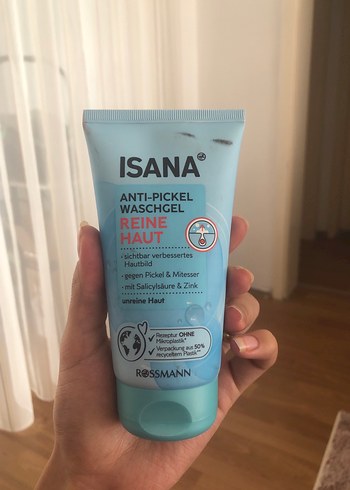 ISANA
ANTI-PICKEL
WASCHGEL
REINE
HAUT
• sichtbar verbessertes
Hautbild
• gegen Pickel & Mitesser
• mit Salicylsäure & Zink
unreine Haut
✓ Rezeptur OHNE
Mikroplastik*
✓ Verpackung aus 50%
recyceltem Plastik**
ROSSMANN